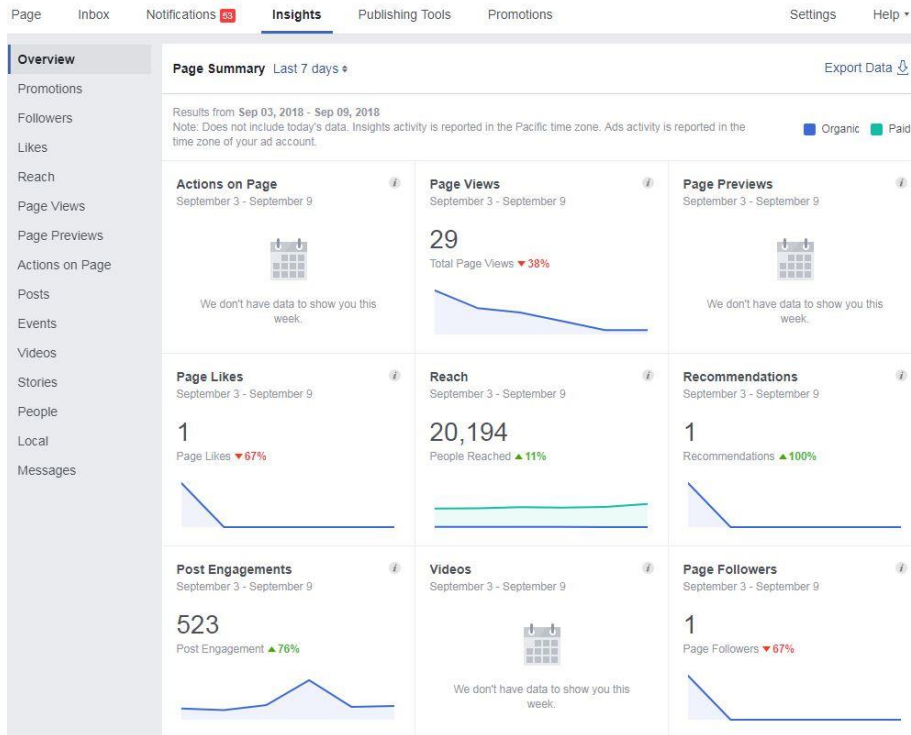 Page Inbox Notifications 53 Insights Publishing Tools Promotions Settings Help
Overview
Promotions
Followers
Likes
Reach
Page Views
Page Previews
Actions on Page
Posts
Events
Videos
Stories
People
Local
Messages
Page Summary Last 7 days
Export Data
Results from Sep 03, 2018 - Sep 09, 2018
Note: Does not include today's data. Insights activity is reported in the Pacific time zone. Ads activity is reported in the
time zone of your ad account.
Organic Paid
Actions on Page
September 3 - September 9
We don't have data to show you this
week.
Page Views
September 3 - September 9
29
Total Page Views ▼38%
Page Previews
September 3 - September 9
We don't have data to show you this
week.
Page Likes
September 3 - September 9
1
Page Likes ▼67%
Reach
September 3 - September 9
20,194
People Reached ▲11%
Recommendations
September 3 - September 9
1
Recommendations ▲100%
Post Engagements
September 3 - September 9
523
Post Engagement ▲76%
Videos
September 3 - September 9
We don't have data to show you this
week.
Page Followers
September 3 - September 9
1
Page Followers ▼67%